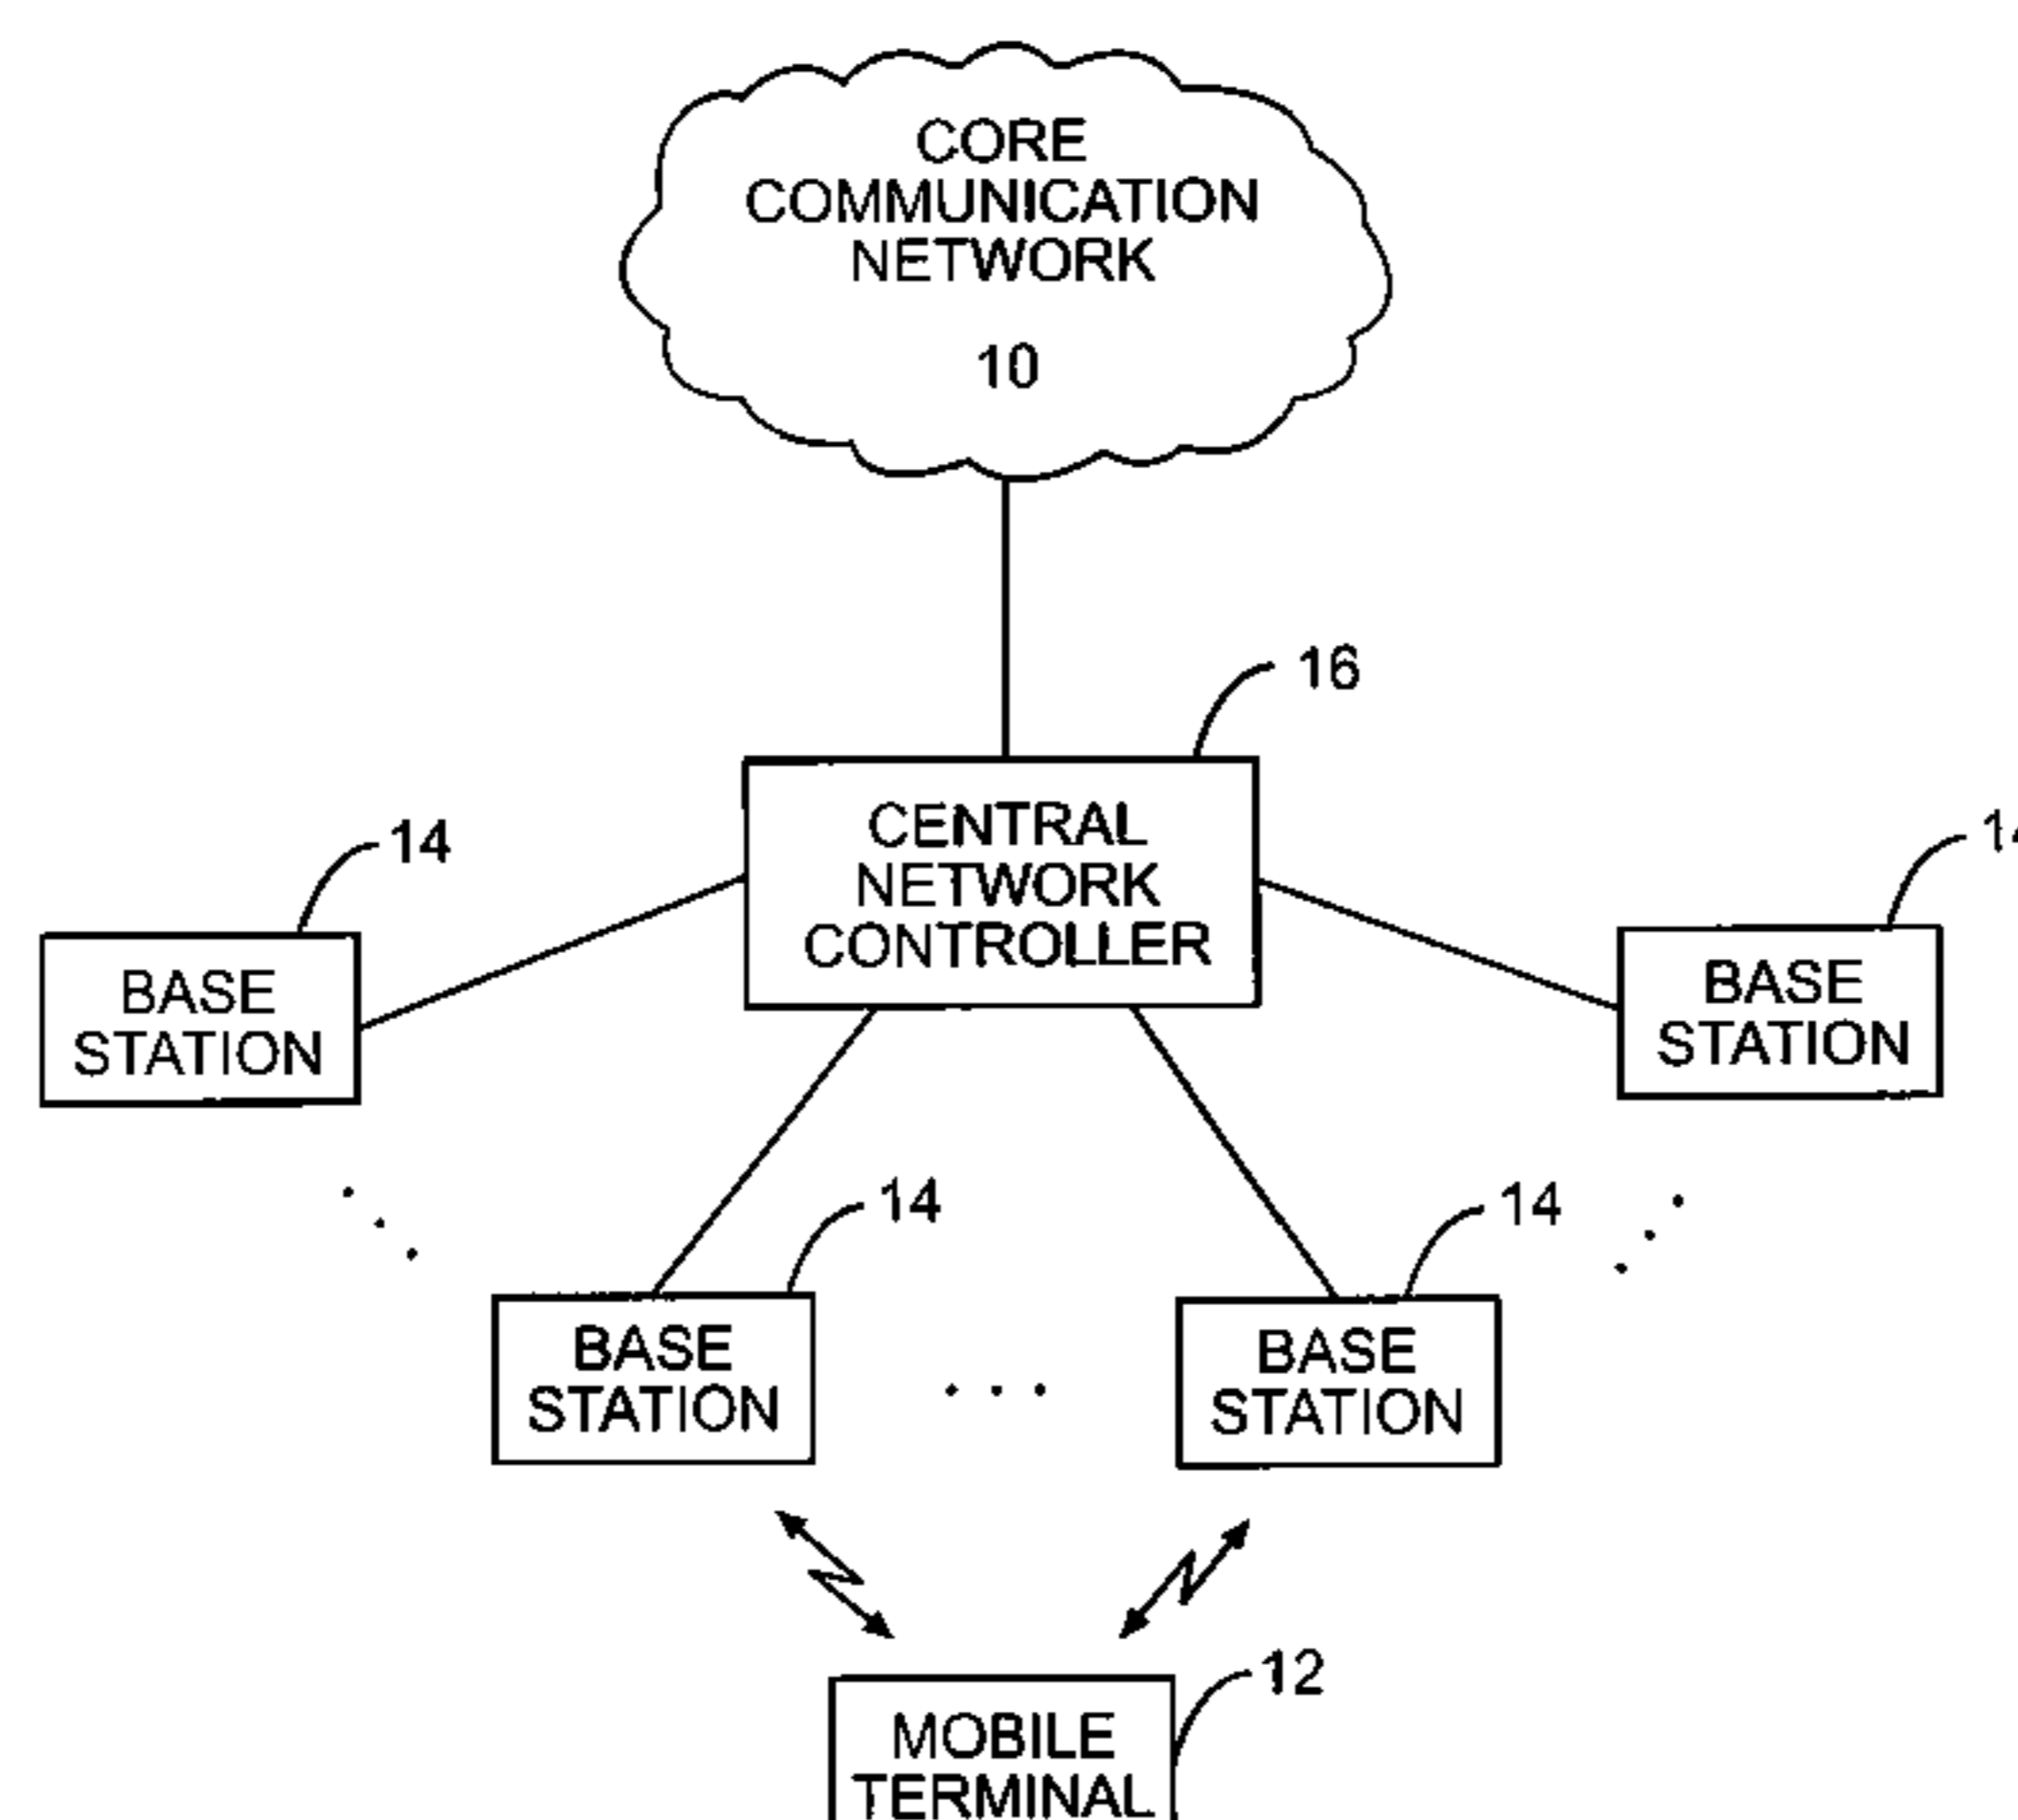 CORE
COMMUNICATION
NETWORK
10
16
CENTRAL
NETWORK
CONTROLLER
14
BASE
STATION
14
BASE
STATION
14
BASE
STATION
14
BASE
STATION
12
MOBILE
TERMINAL